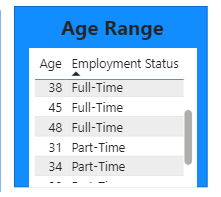 Age Range
Age Employment Status
38 Full-Time
45 Full-Time
48 Full-Time
31 Part-Time
34 Part-Time